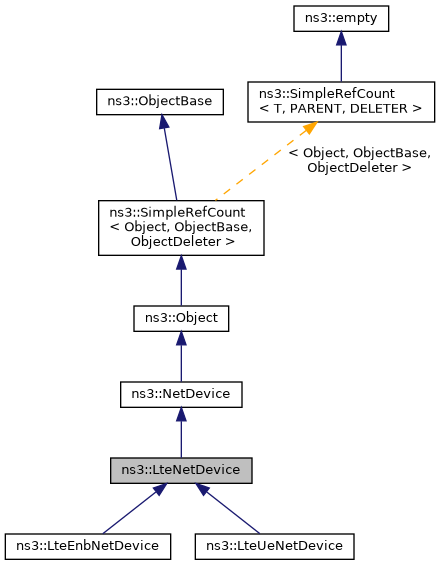 ns3::empty
ns3::SimpleRefCount
< T, PARENT, DELETER >
ns3::ObjectBase
< Object, ObjectBase,
ObjectDeleter >
ns3::SimpleRefCount
< Object, ObjectBase,
ObjectDeleter >
ns3::Object
ns3::NetDevice
ns3::LteNetDevice
ns3::LteEnbNetDevice
ns3::LteUeNetDevice